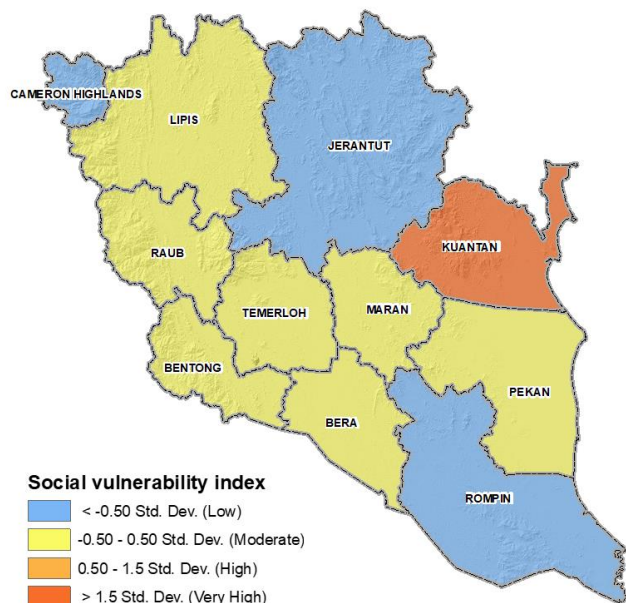 CAMERON HIGHLANDS
LIPIS
JERANTUT
KUANTAN
RAUB
TEMERLOH
MARAN
BENTONG
PEKAN
BERA
ROMPIN
Social vulnerability index
< -0.50 Std. Dev. (Low)
-0.50 - 0.50 Std. Dev. (Moderate)
0.50 - 1.5 Std. Dev. (High)
> 1.5 Std. Dev. (Very High)